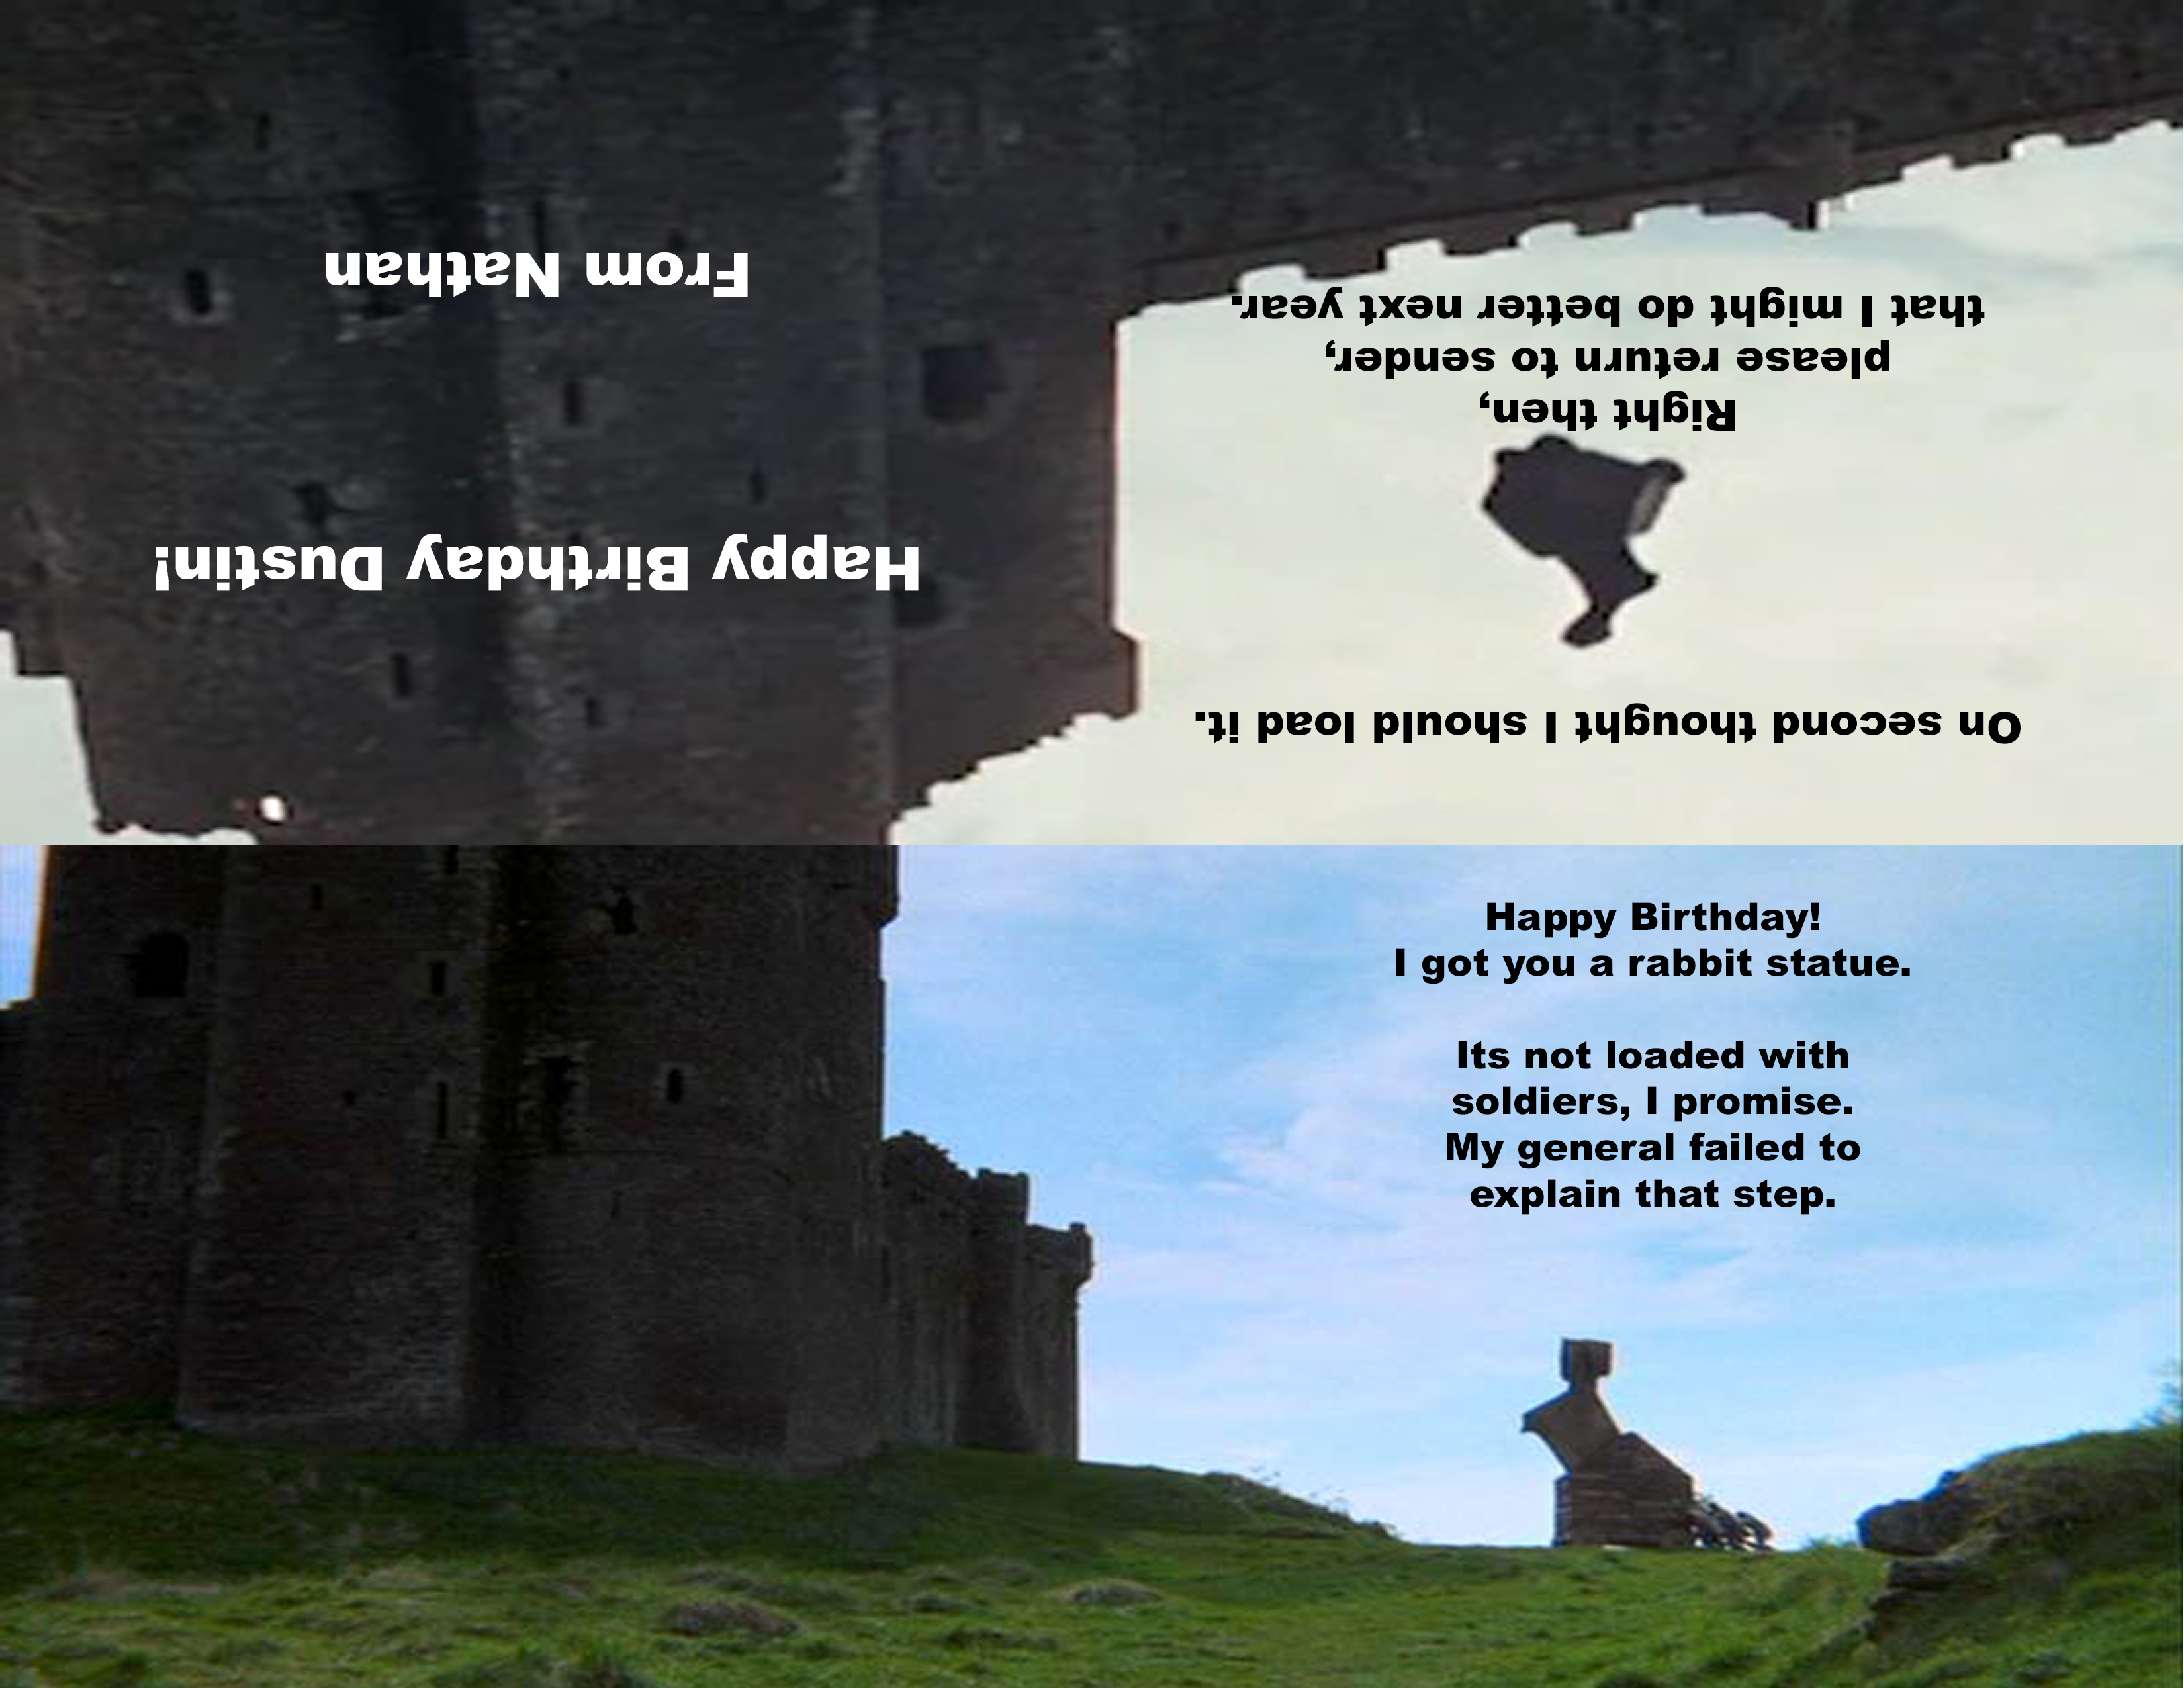 Happy Birthday!
I got you a rabbit statue.
Its not loaded with
soldiers, I promise.
My general failed to
explain that step.
On second thought I should load it.
Right then,
please return to sender,
that I might do better next year.
Happy Birthday Dustin!
From Nathan